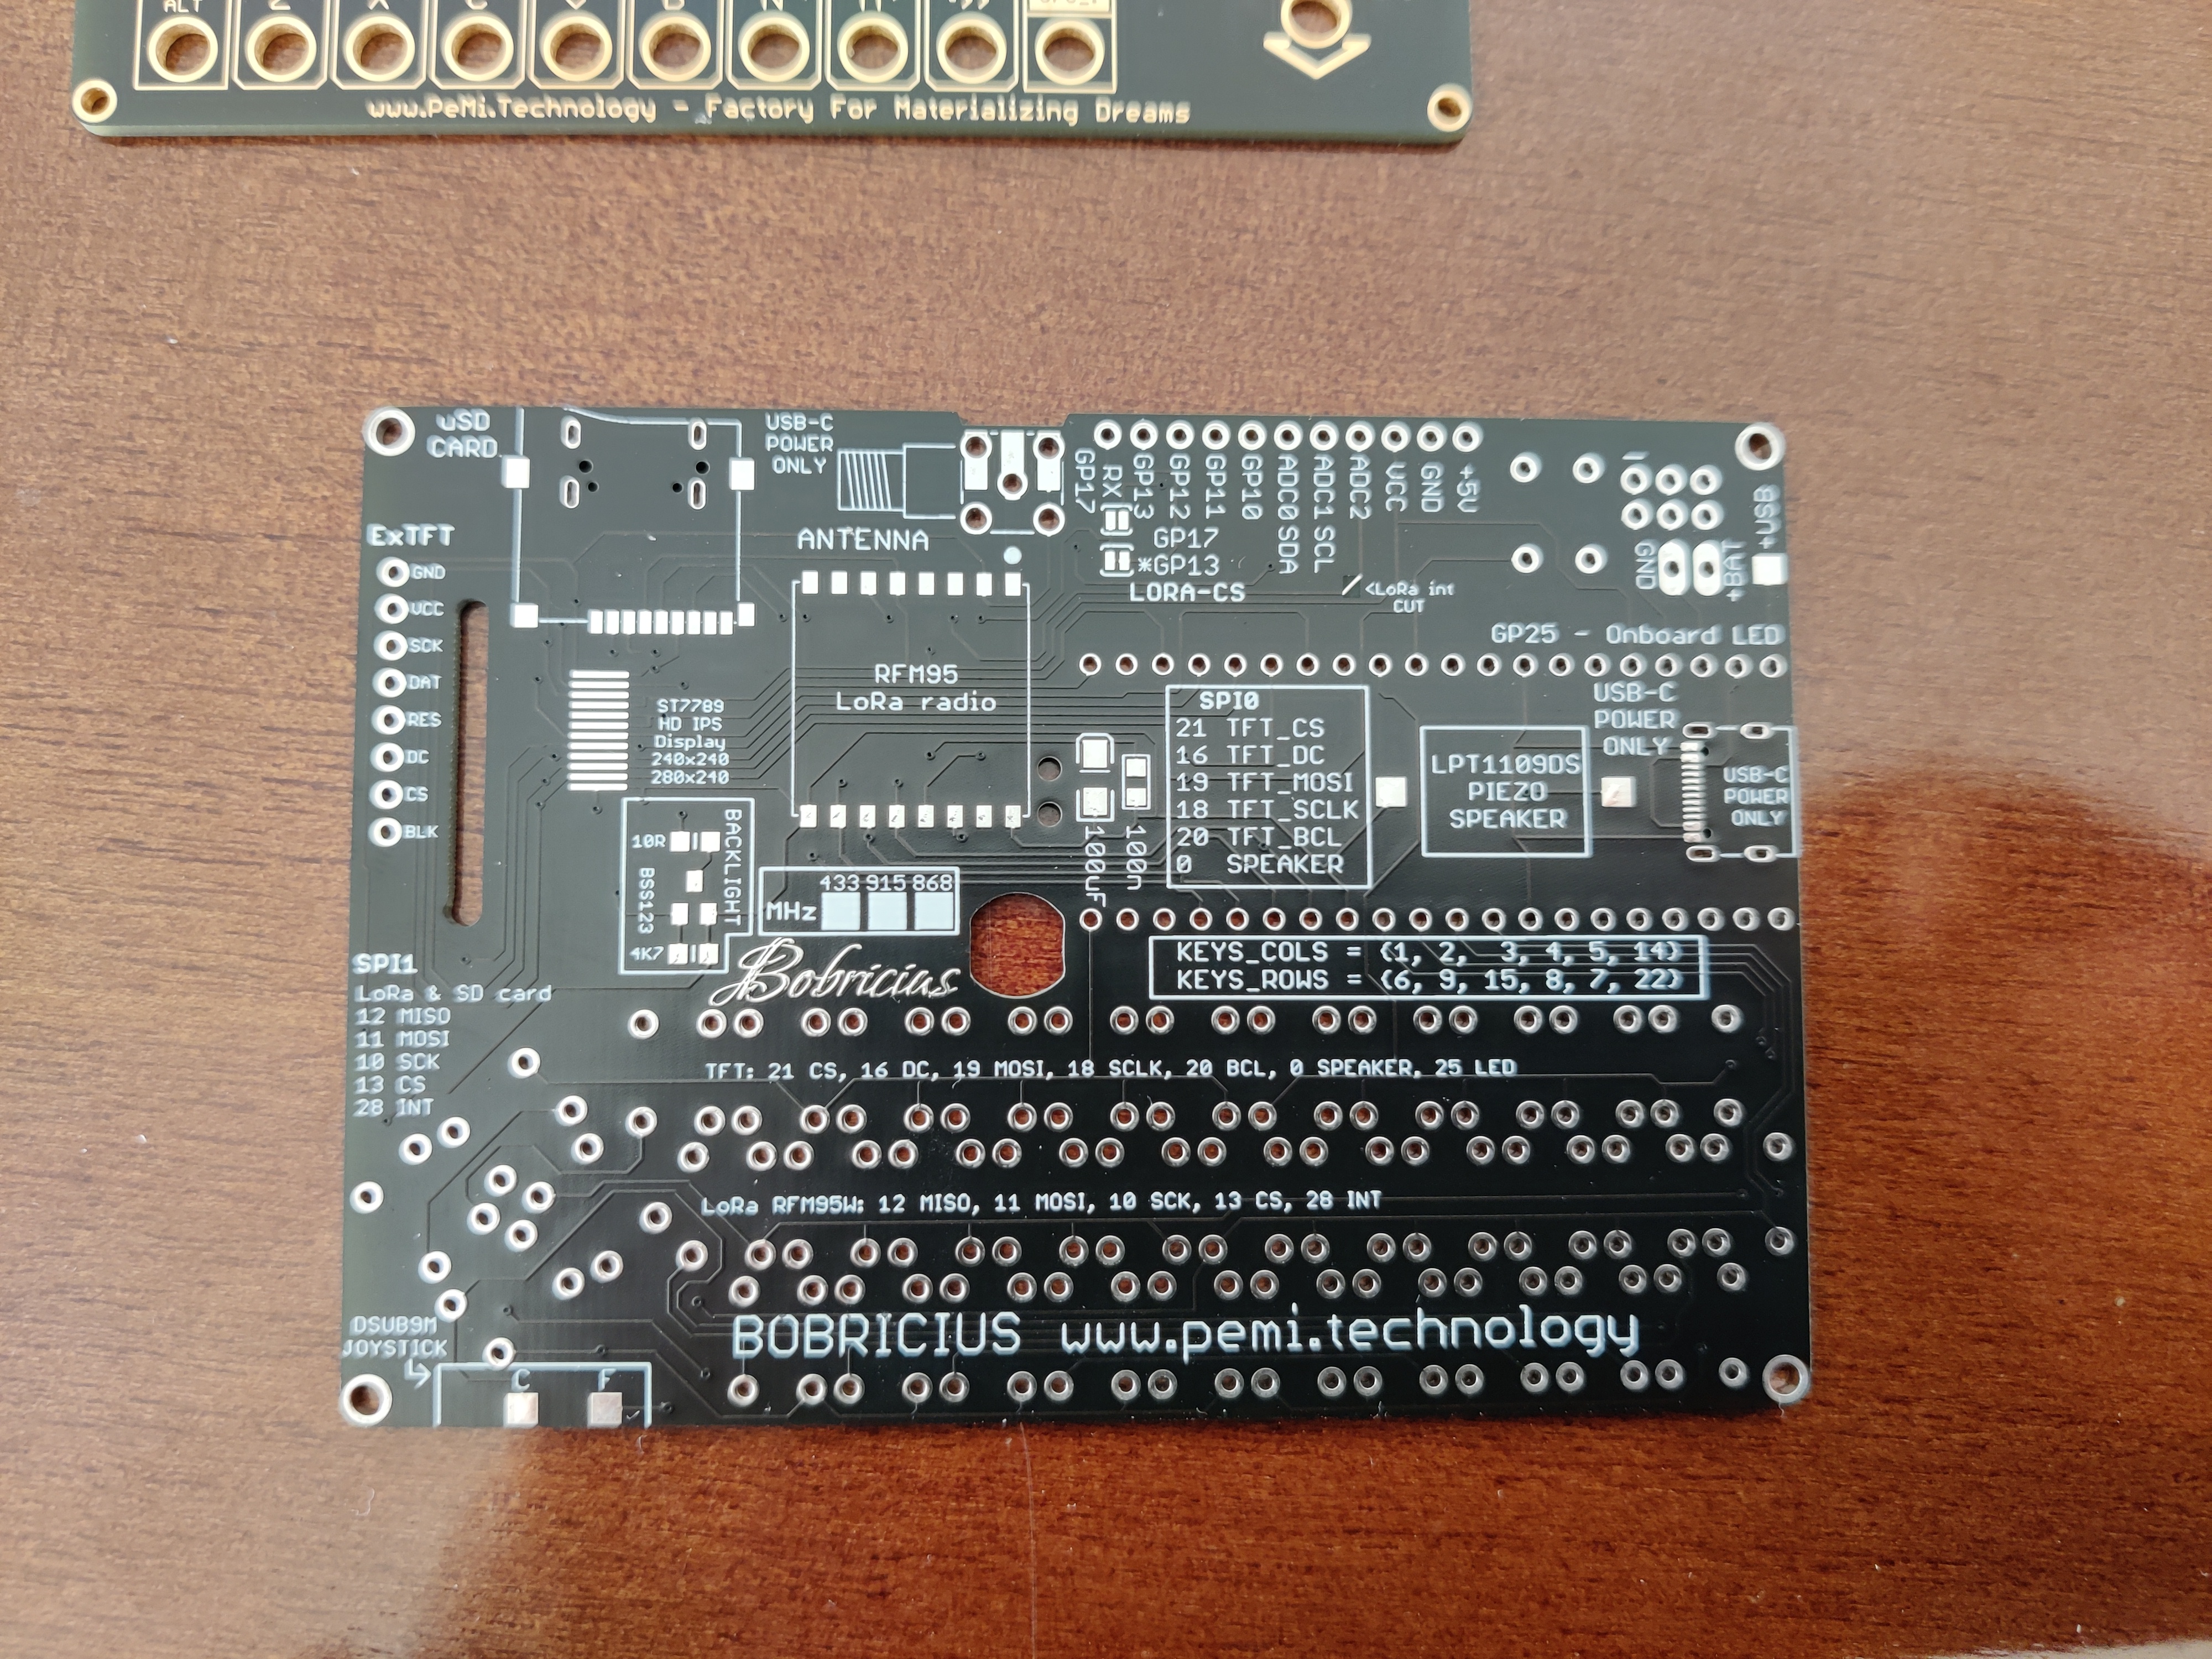 ALT Z X C V B N M
www.PeMi.Technology - Factory For Materializing Dreams
uSD
CARD
USB-C
POWER
ONLY
ANTENNA
GP17
RX
GP13
GP12
GP11
GP10
ADC0 SDA
ADC1 SCL
ADC2
VCC
GND
+5V
GP17
*GP13
LORA-CS
<LoRa int
CUT
GND
+BAT
USB+
GP25 - Onboard LED
ExTFT
GND
VCC
SCK
DAT
RES
DC
CS
BLK
ST7789
HD IPS
Display
240x240
280x240
RFM95
LoRa radio
SPI0
21 TFT_CS
16 TFT_DC
19 TFT_MOSI
18 TFT_SCLK
20 TFT_BCL
0 SPEAKER
LPT1109DS
PIEZO
SPEAKER
USB-C
POWER
ONLY
USB-C
POWER
ONLY
10R
BSS123
4K7
BACKLIGHT
433 915 868
MHz
100uF
100n
Bobricius
KEYS_COLS = {1, 2, 3, 4, 5, 14}
KEYS_ROWS = {6, 9, 15, 8, 7, 22}
SPI1
LoRa & SD card
12 MISO
11 MOSI
10 SCK
13 CS
28 INT
TFT: 21 CS, 16 DC, 19 MOSI, 18 SCLK, 20 BCL, 0 SPEAKER, 25 LED
LoRa RFM95W: 12 MISO, 11 MOSI, 10 SCK, 13 CS, 28 INT
DSUB9M
JOYSTICK
C F
BOBRICIUS www.pemi.technology